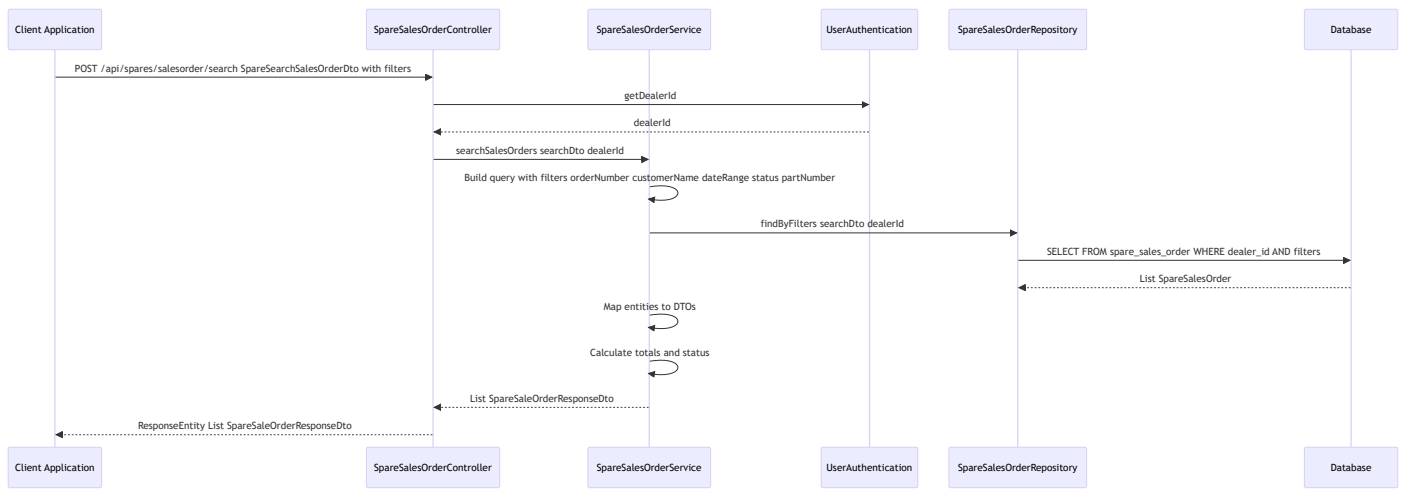 Client Application
SpareSalesOrderController
SpareSalesOrderService
UserAuthentication
SpareSalesOrderRepository
Database
POST /api/spares/salesorder/search SpareSearchSalesOrderDto with filters
getDealerId
dealerId
searchSalesOrders searchDto dealerId
Build query with filters orderNumber customerName dateRange status partNumber
findByFilters searchDto dealerId
SELECT FROM spare_sales_order WHERE dealer_id AND filters
List SpareSalesOrder
Map entities to DTOs
Calculate totals and status
List SpareSaleOrderResponseDto
ResponseEntity List SpareSaleOrderResponseDto
Client Application
SpareSalesOrderController
SpareSalesOrderService
UserAuthentication
SpareSalesOrderRepository
Database